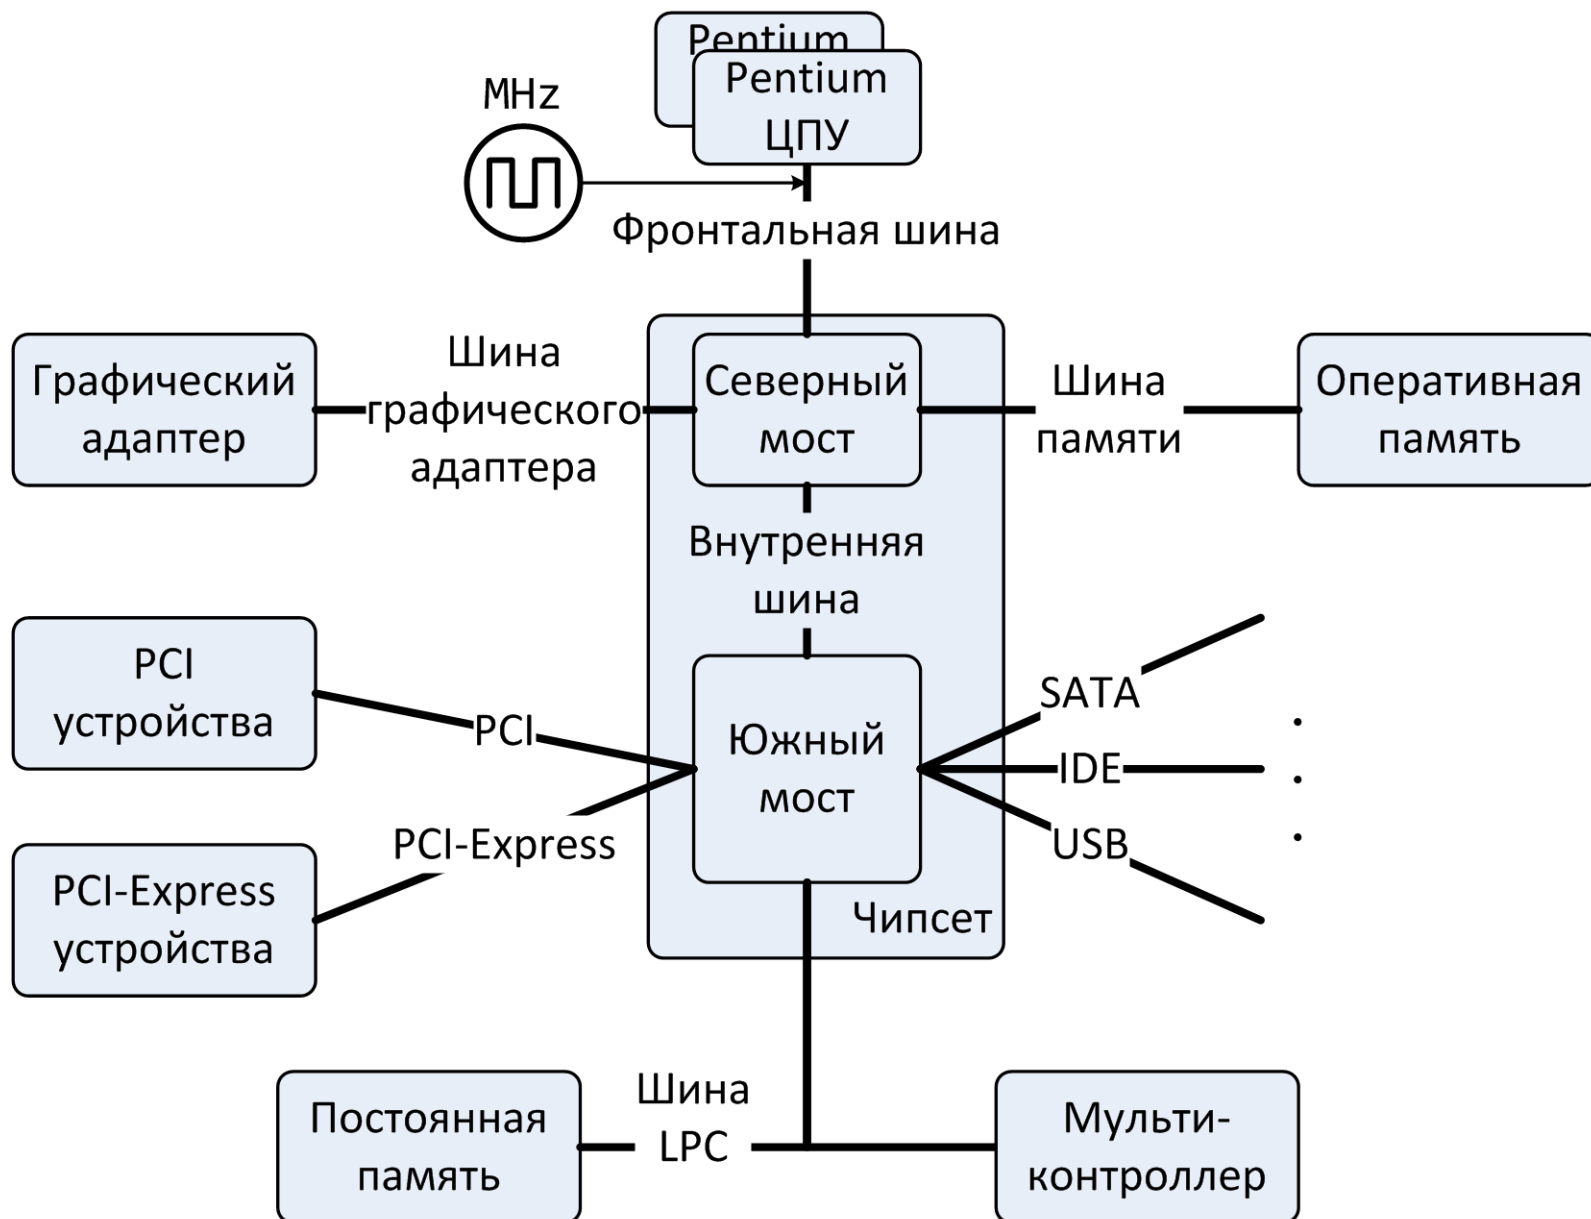 Pentium
Pentium
ЦПУ
MHz
Фронтальная шина
Графический
адаптер
Шина
графического
адаптера
Северный
мост
Шина
памяти
Оперативная
память
Внутренняя
шина
PCI
устройства
PCI
Южный
мост
SATA
IDE
USB
PCI-Express
PCI-Express
устройства
Чипсет
Постоянная
память
Шина
LPC
Мульти-
контроллер